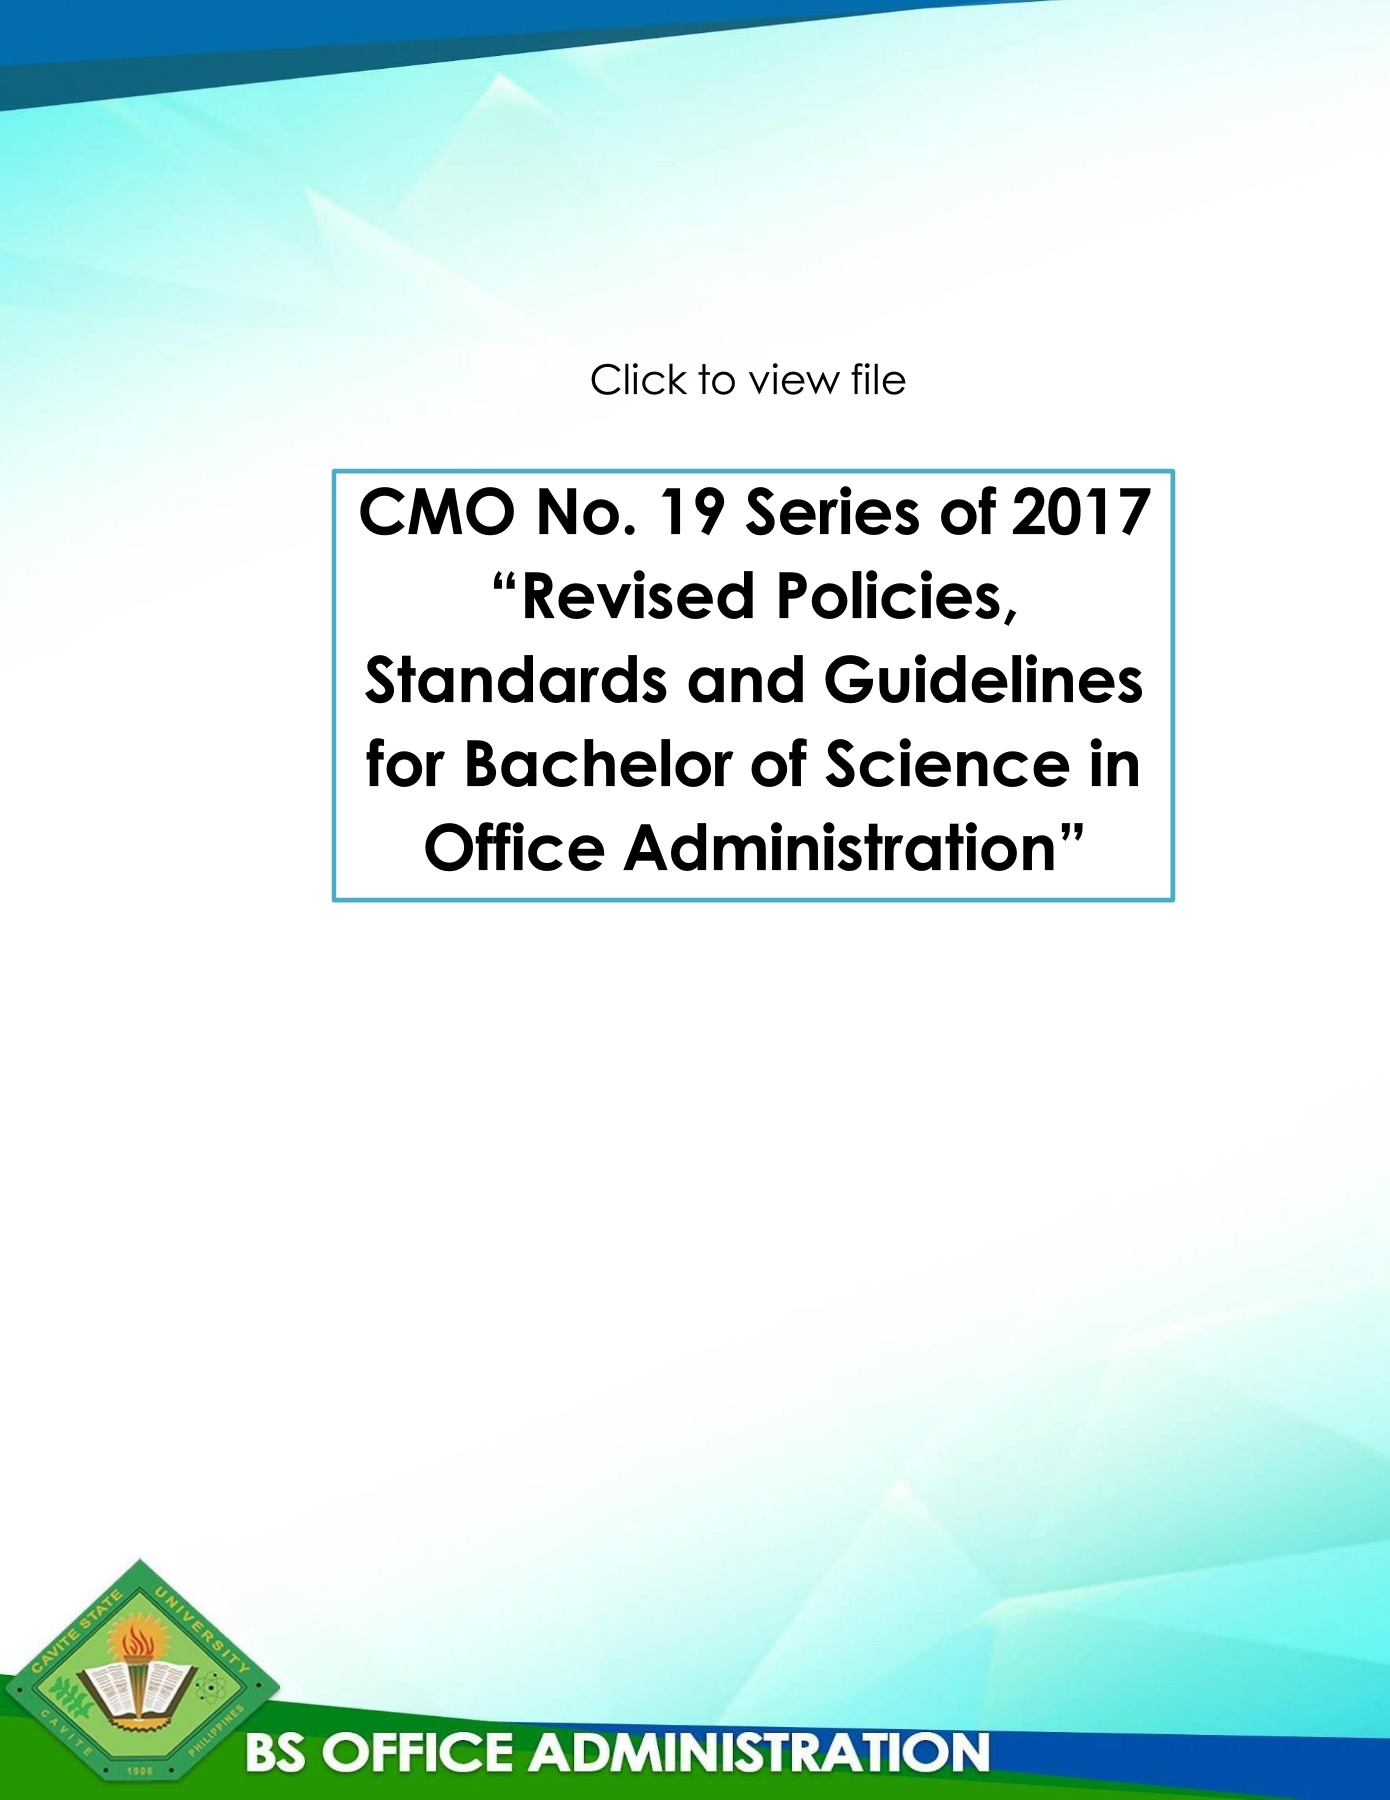 Click to view file
CMO No. 19 Series of 2017
“Revised Policies,
Standards and Guidelines
for Bachelor of Science in
Office Administration”
CAVITE STATE UNIVERSITY
CAVITE
1906
PHILIPPINES
BS OFFICE ADMINISTRATION